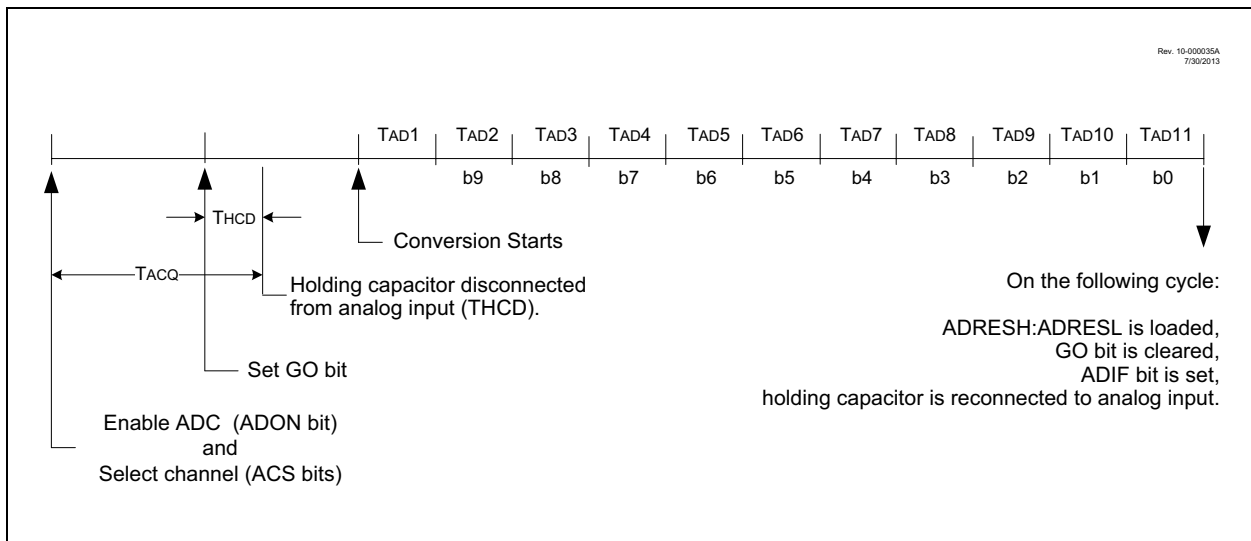 Rev. 10-000035A
7/30/2013
TAD1 TAD2 TAD3 TAD4 TAD5 TAD6 TAD7 TAD8 TAD9 TAD10 TAD11
b9 b8 b7 b6 b5 b4 b3 b2 b1 b0
THCD
Conversion Starts
TACQ
Holding capacitor disconnected
from analog input (THCD).
Set GO bit
Enable ADC (ADON bit)
and
Select channel (ACS bits)
On the following cycle:
ADRESH:ADRESL is loaded,
GO bit is cleared,
ADIF bit is set,
holding capacitor is reconnected to analog input.